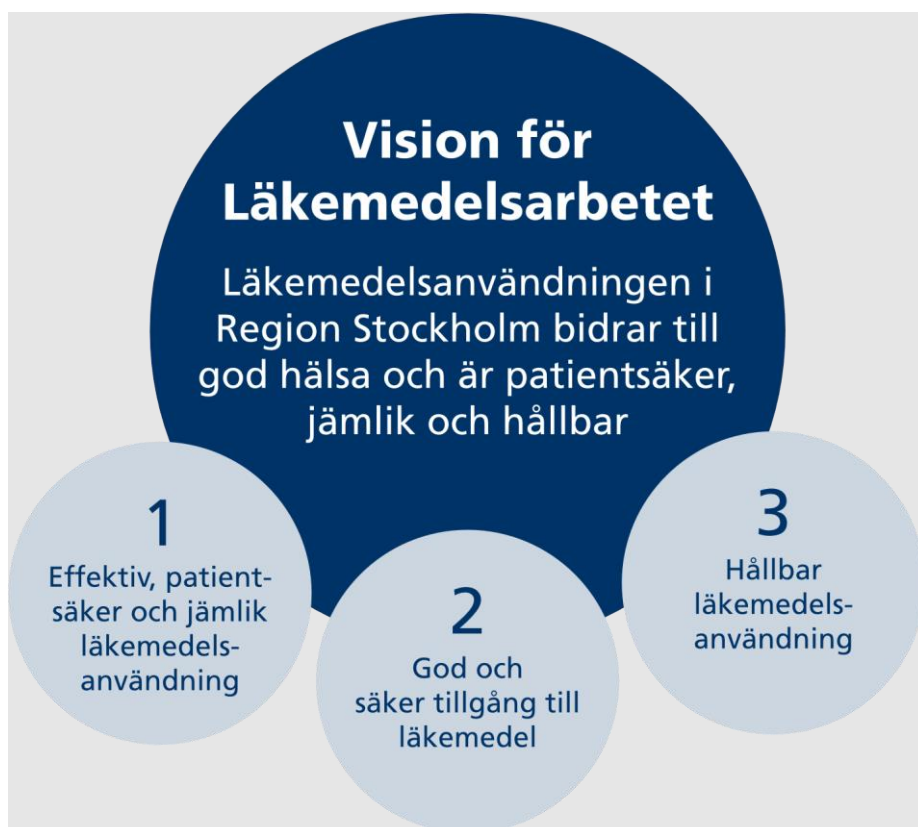 Vision för
Läkemedelsarbetet
Läkemedelsanvändningen i
Region Stockholm bidrar till
god hälsa och är patientsäker,
jämlik och hållbar
1
Effektiv, patient-
säker och jämlik
läkemedels-
användning
2
God och
säker tillgång till
läkemedel
3
Hållbar
läkemedels-
användning